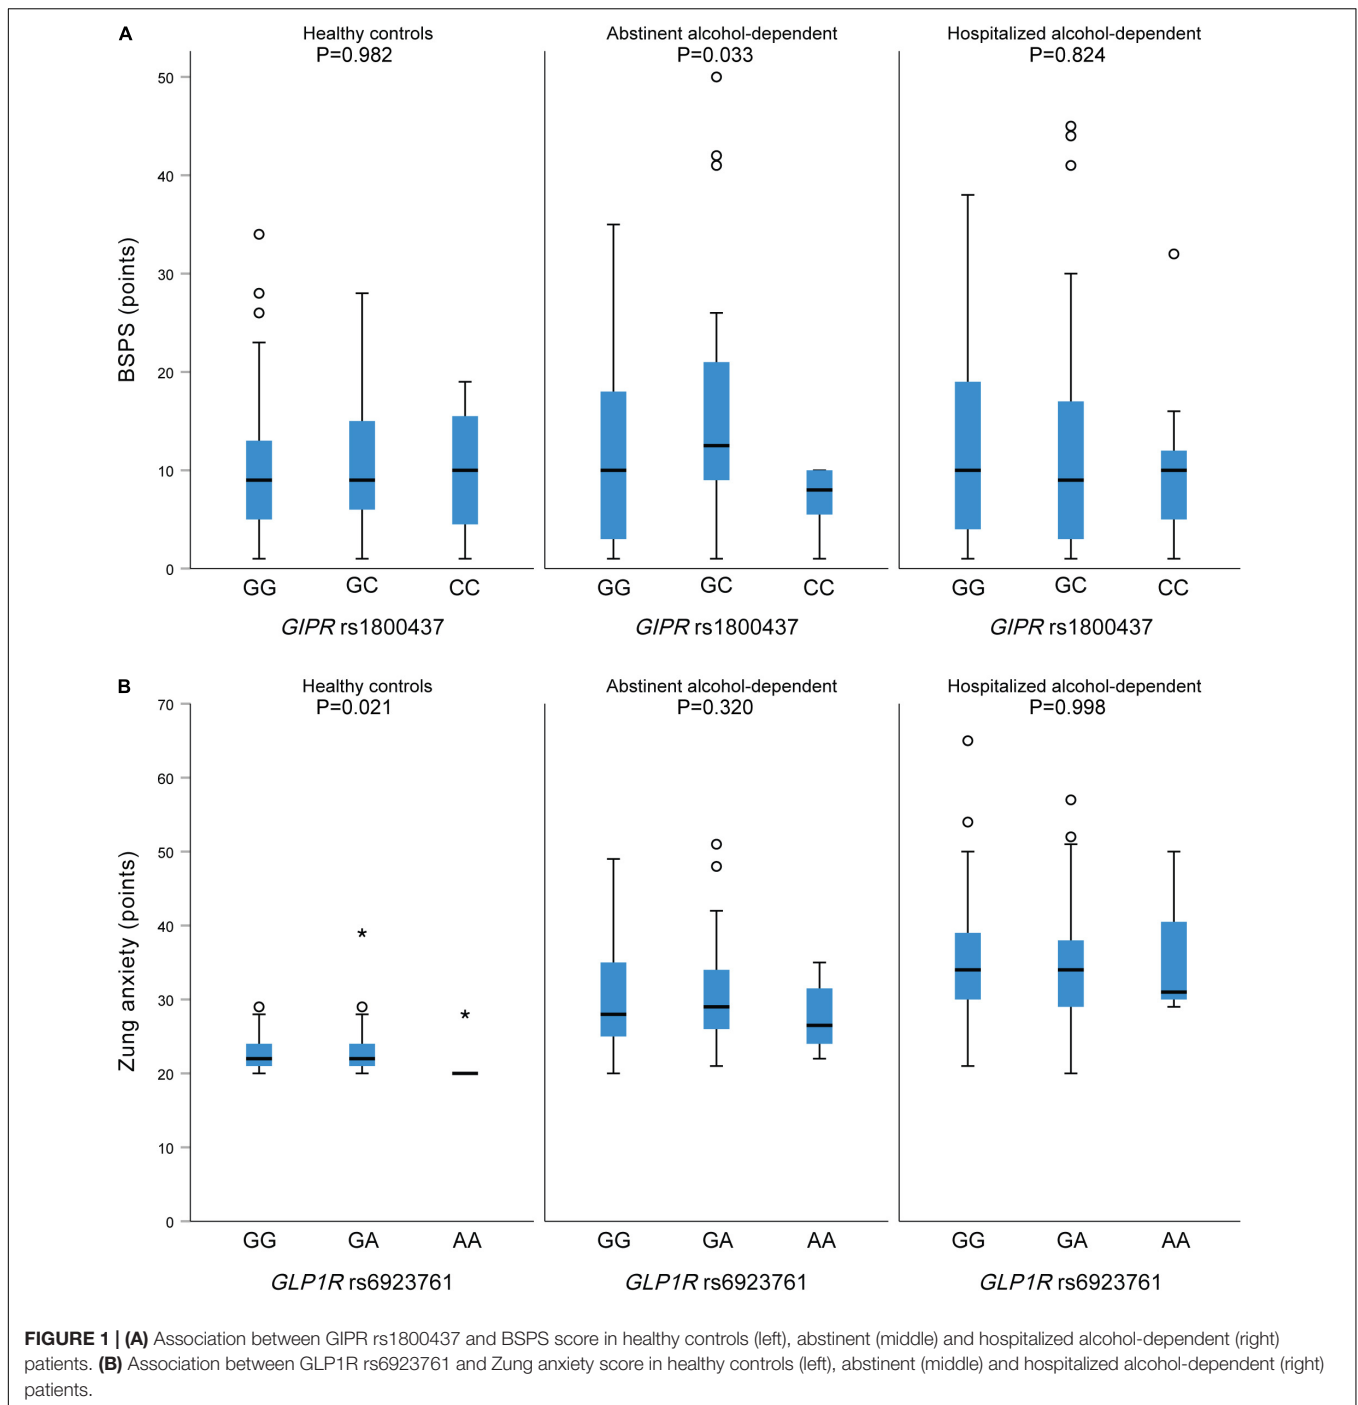 A
Healthy controls
P=0.982
Abstinent alcohol-dependent
P=0.033
Hospitalized alcohol-dependent
P=0.824
BSPS (points)
50
40
30
20
10
0
GG GC CC
GG GC CC
GG GC CC
GIPR rs1800437
GIPR rs1800437
GIPR rs1800437
B
Healthy controls
P=0.021
Abstinent alcohol-dependent
P=0.320
Hospitalized alcohol-dependent
P=0.998
Zung anxiety (points)
70
60
50
40
30
20
10
0
GG GA AA
GG GA AA
GG GA AA
GLP1R rs6923761
GLP1R rs6923761
GLP1R rs6923761
FIGURE 1 | (A) Association between GIPR rs1800437 and BSPS score in healthy controls (left), abstinent (middle) and hospitalized alcohol-dependent (right)
patients. (B) Association between GLP1R rs6923761 and Zung anxiety score in healthy controls (left), abstinent (middle) and hospitalized alcohol-dependent (right)
patients.